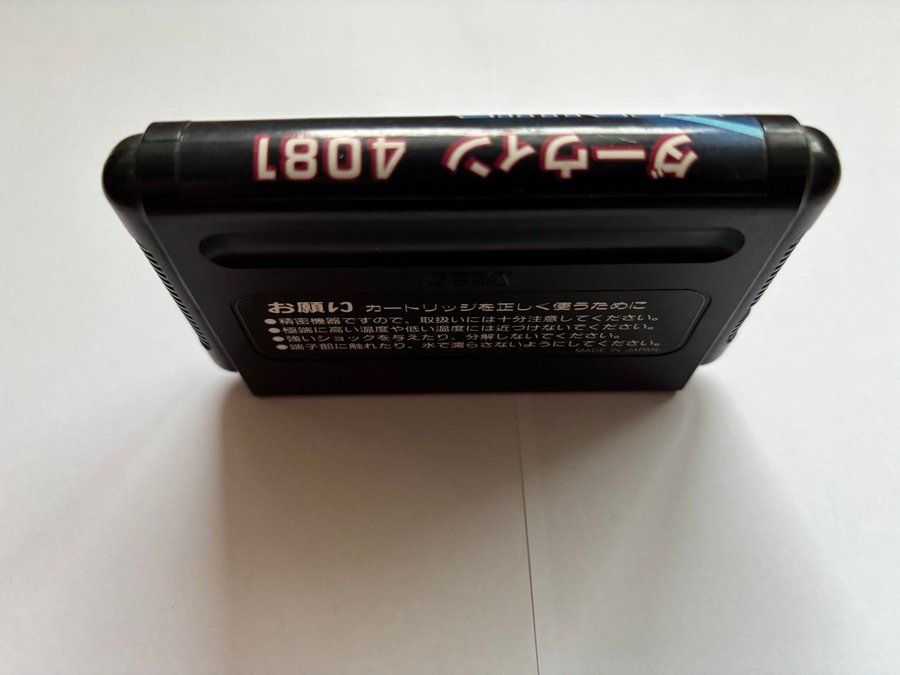 ダーウィン 4081
SEGA
お願い カートリッジを正しく使うために
●精密機器ですので、取扱いには十分注意してください。
●極端に高い温度や低い温度には近づけないでください。
●強いショックを与えたり、分解しないでください。
●端子部に触れたり、水で濡らさないようにしてください。
MADE IN JAPAN